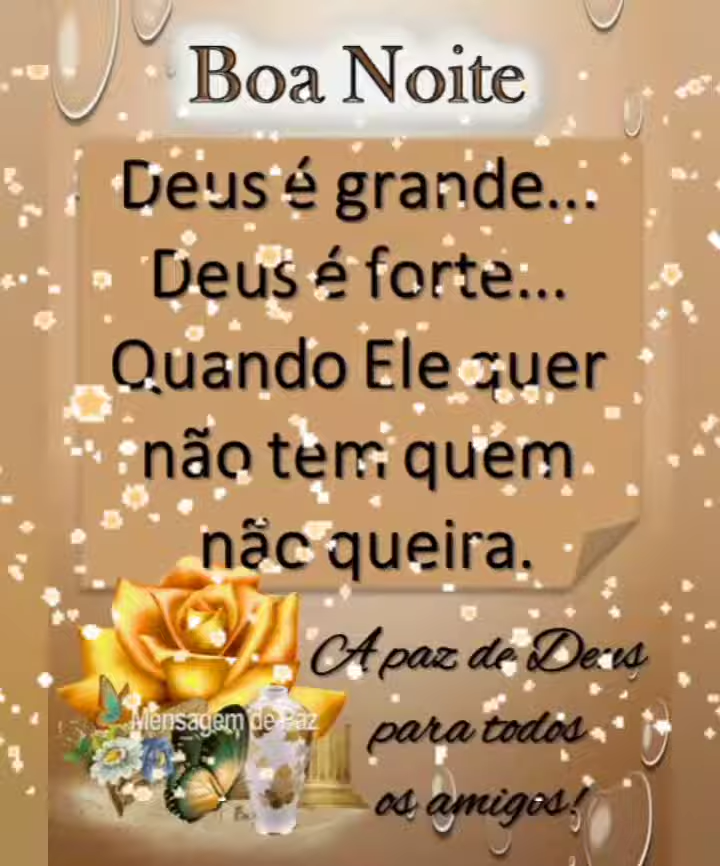 Boa Noite
Deus é grande...
Deus é forte...
Quando Ele quer
não tem quem
não queira.
A paz de Deus
Mensagem de Paz
para todos
os amigos!